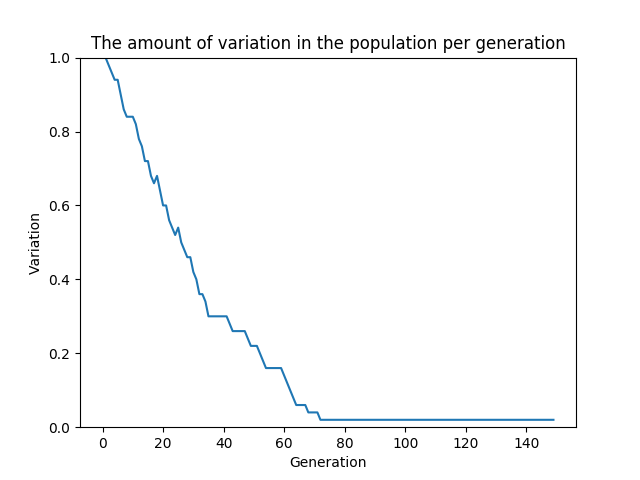 The amount of variation in the population per generation
1.0
0.8
0.6
0.4
0.2
0.0
Variation
0 20 40 60 80 100 120 140
Generation